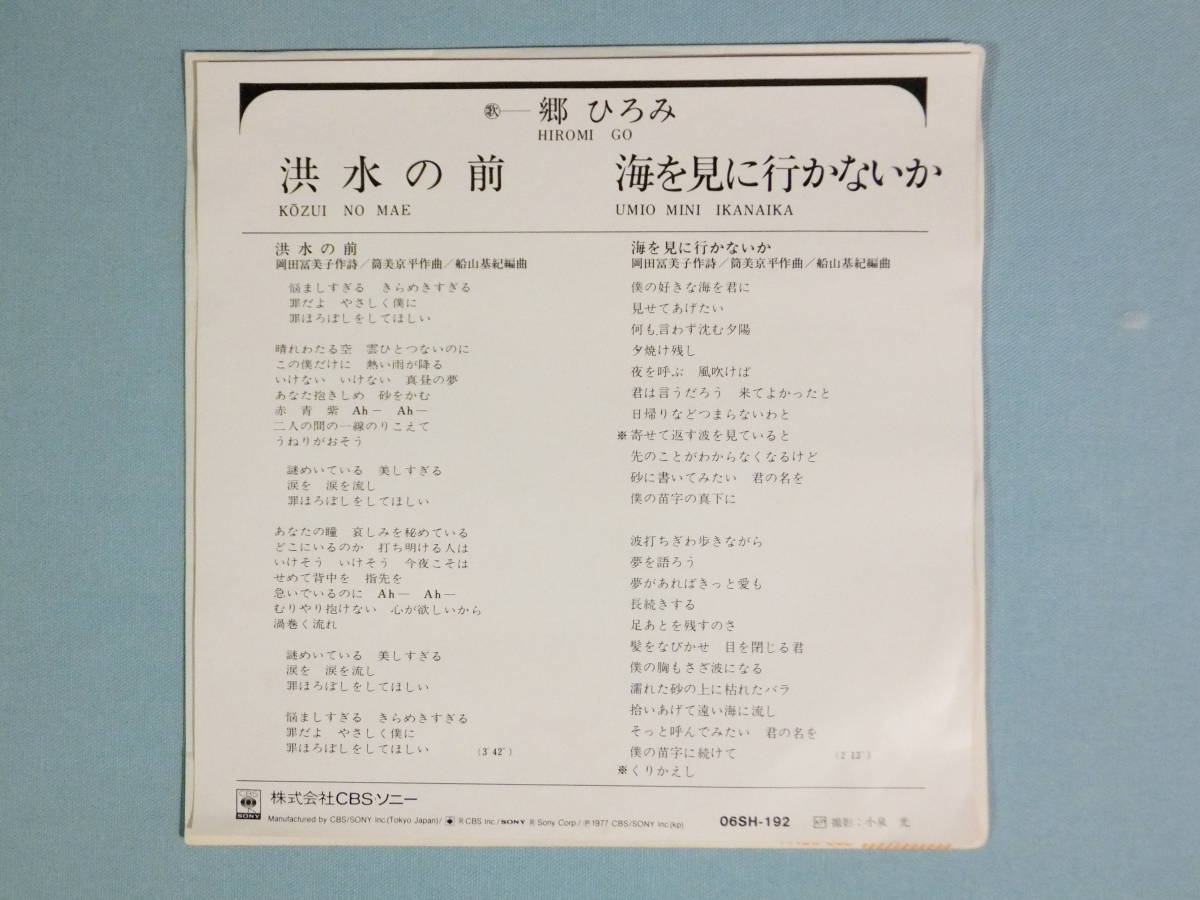 歌 郷 ひろみ
HIROMI GO
洪水の前
KŌZUI NO MAE
海を見に行かないか
UMIO MINI IKANAIKA
洪水の前
岡田冨美子作詩／筒美京平作曲／船山基紀編曲
悩ましすぎる きらめきすぎる
罪だよ やさしく僕に
罪ほろぼしをしてほしい
晴れわたる空 雲ひとつないのに
この僕だけに 熱い雨が降る
いけない いけない 真昼の夢
あなた抱きしめ 砂をかむ
赤 青 紫 Ah— Ah—
二人の間の一線のりこえて
うねりがおそう
謎めいている 美しすぎる
涙を 涙を流し
罪ほろぼしをしてほしい
あなたの瞳 哀しみを秘めている
どこにいるのか 打ち明ける人は
いけそう いけそう 今夜こそは
せめて背中を 指先を
急いでいるのに Ah— Ah—
むりやり抱けない 心が欲しいから
渦巻く流れ
謎めいている 美しすぎる
涙を 涙を流し
罪ほろぼしをしてほしい
悩ましすぎる きらめきすぎる
罪だよ やさしく僕に
罪ほろぼしをしてほしい (3′42″)
海を見に行かないか
岡田冨美子作詩／筒美京平作曲／船山基紀編曲
僕の好きな海を君に
見せてあげたい
何も言わず沈む夕陽
夕焼け残し
夜を呼ぶ 風吹けば
君は言うだろう 来てよかったと
日帰りなどつまらないわと
※寄せて返す波を見ていると
先のことがわからなくなるけど
砂に書いてみたい 君の名を
僕の苗字の真下に
波打ちぎわ歩きながら
夢を語ろう
夢があればきっと愛も
長続きする
足あとを残すのさ
髪をなびかせ 目を閉じる君
僕の胸もさざ波になる
濡れた砂の上に枯れたバラ
拾いあげて遠い海に流し
そっと呼んでみたい 君の名を
僕の苗字に続けて (2′13″)
※くりかえし
CBS SONY 株式会社CBS・ソニー
Manufactured by CBS/SONY Inc.(Tokyo Japan)/ ® CBS Inc./SONY ® Sony Corp./℗1977 CBS/SONY Inc.(kp)
06SH-192 撮影：小泉 光